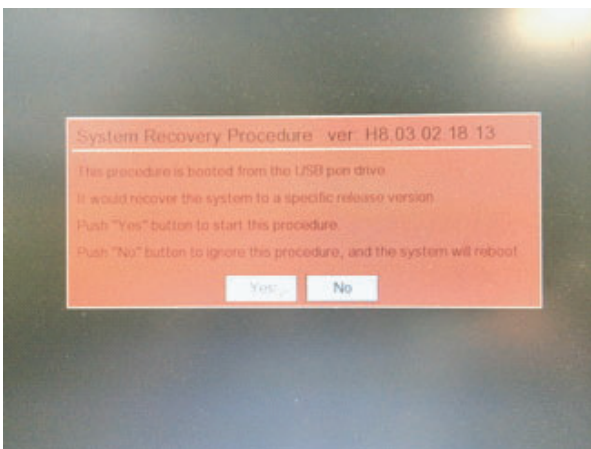 System Recovery Procedure ver: H8.03.02.18.13
This procedure is booted from the USB pen drive.
It would recover the system to a specific release version.
Push "Yes" button to start this procedure.
Push "No" button to ignore this procedure, and the system will reboot.
Yes No